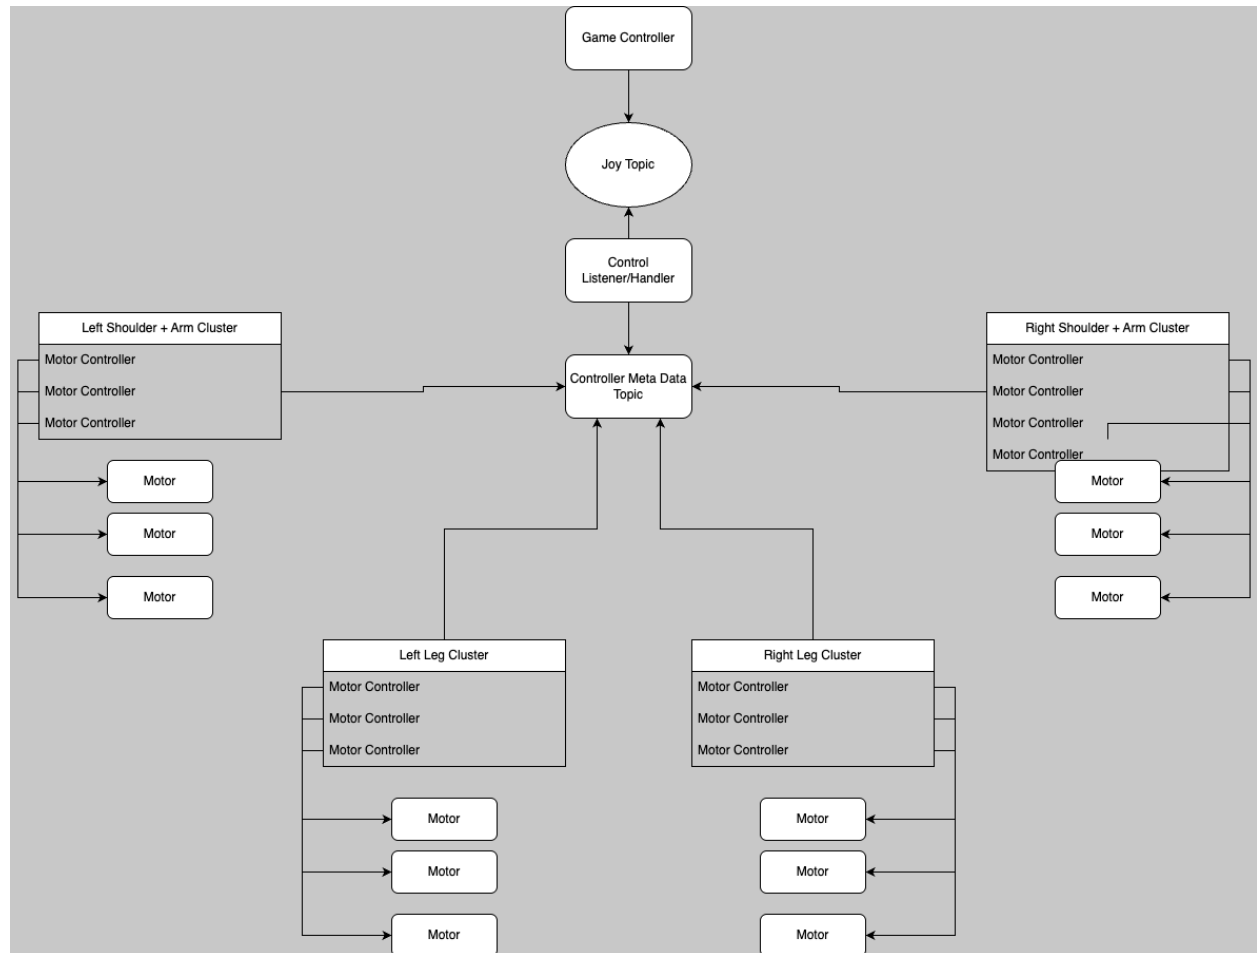 Game Controller
Joy Topic
Control
Listener/Handler
Controller Meta Data
Topic
Left Shoulder + Arm Cluster
Motor Controller
Motor Controller
Motor Controller
Motor
Motor
Motor
Right Shoulder + Arm Cluster
Motor Controller
Motor Controller
Motor Controller
Motor Controller
Motor
Motor
Motor
Left Leg Cluster
Motor Controller
Motor Controller
Motor Controller
Motor
Motor
Motor
Right Leg Cluster
Motor Controller
Motor Controller
Motor Controller
Motor
Motor
Motor